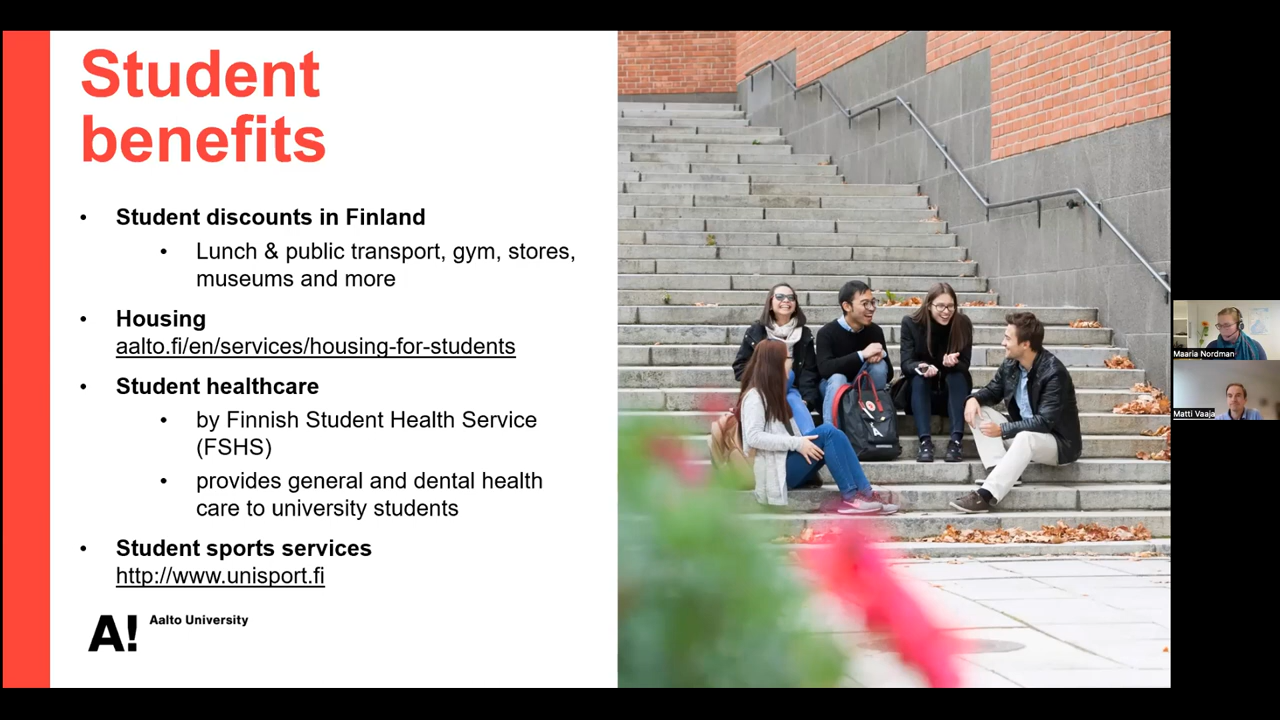 Student
benefits
• Student discounts in Finland
• Lunch & public transport, gym, stores,
museums and more
• Housing
aalto.fi/en/services/housing-for-students
• Student healthcare
• by Finnish Student Health Service
(FSHS)
• provides general and dental health
care to university students
• Student sports services
http://www.unisport.fi
A! Aalto University
A
Maaria Nordman
Matti Vaaja